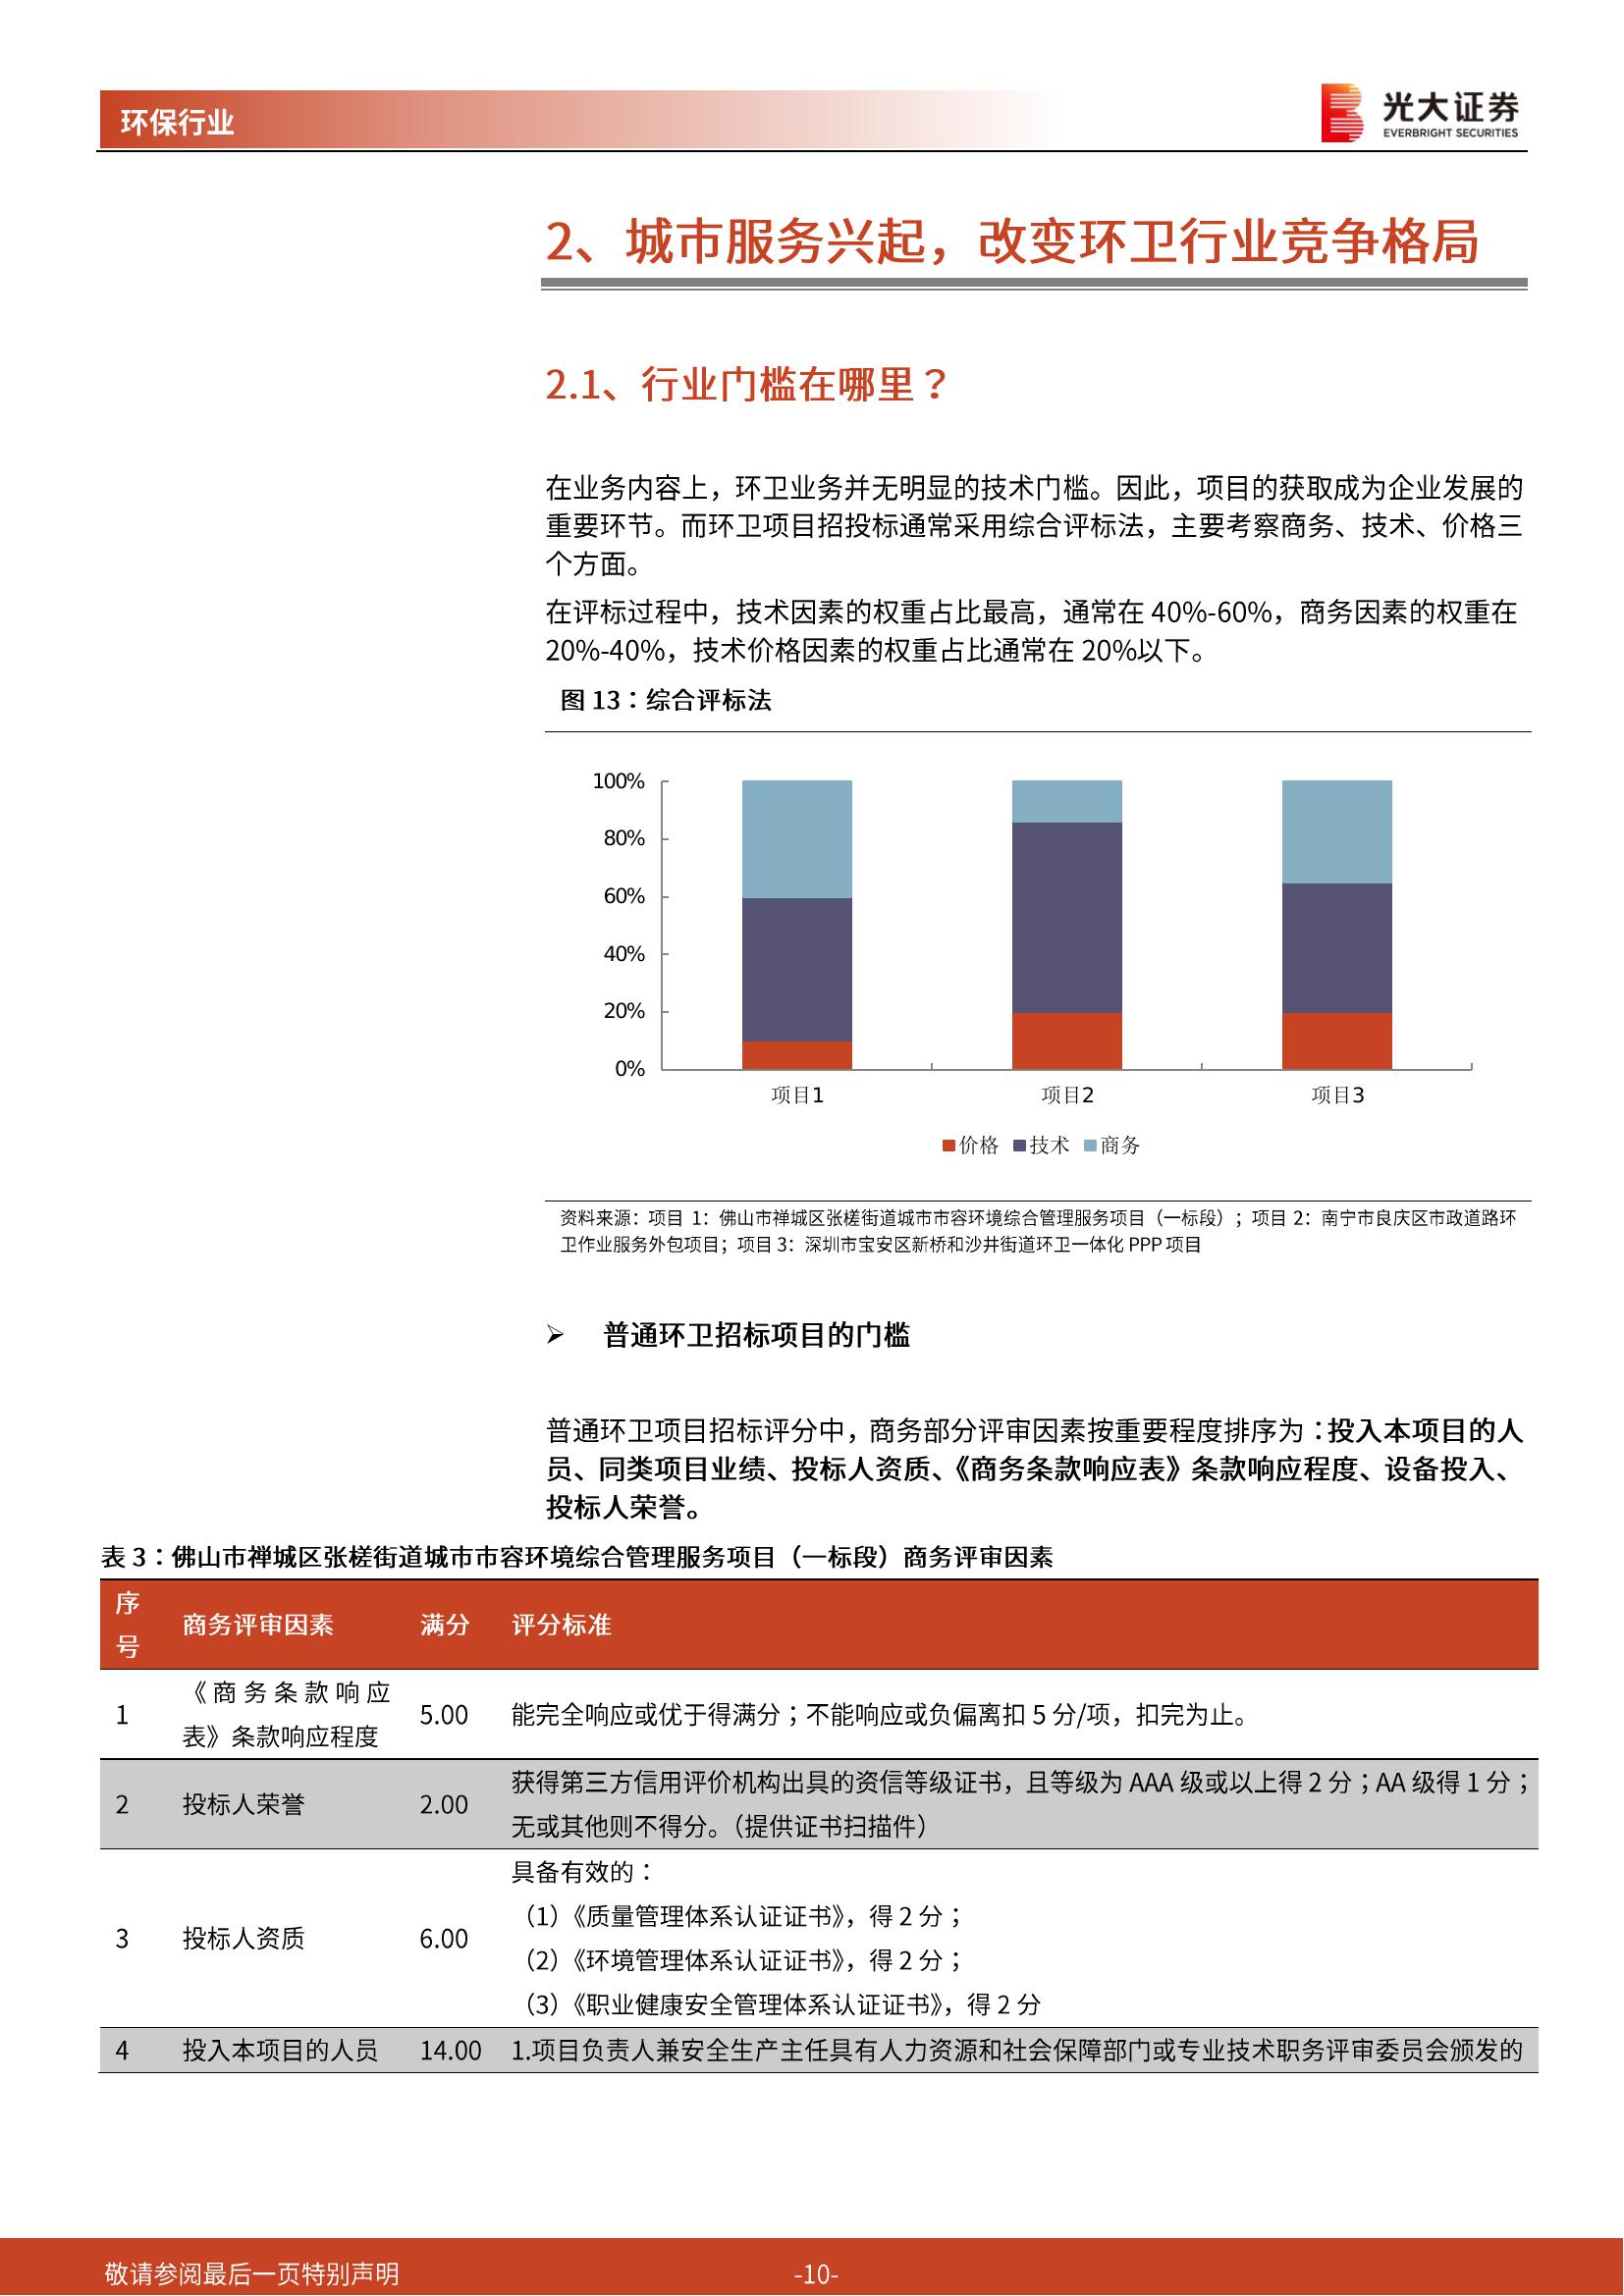 环保行业
光大证券
EVERBRIGHT SECURITIES
2、城市服务兴起，改变环卫行业竞争格局
2.1、行业门槛在哪里？
在业务内容上，环卫业务并无明显的技术门槛。因此，项目的获取成为企业发展的
重要环节。而环卫项目招投标通常采用综合评标法，主要考察商务、技术、价格三
个方面。
在评标过程中，技术因素的权重占比最高，通常在 40%-60%，商务因素的权重在
20%-40%，技术价格因素的权重占比通常在 20%以下。
图 13：综合评标法
100%
80%
60%
40%
20%
0%
项目1 项目2 项目3
价格 技术 商务
资料来源：项目 1：佛山市禅城区张槎街道城市市容环境综合管理服务项目（一标段）；项目 2：南宁市良庆区市政道路环
卫作业服务外包项目；项目 3：深圳市宝安区新桥和沙井街道环卫一体化 PPP 项目
➢ 普通环卫招标项目的门槛
普通环卫项目招标评分中，商务部分评审因素按重要程度排序为：投入本项目的人
员、同类项目业绩、投标人资质、《商务条款响应表》条款响应程度、设备投入、
投标人荣誉。
表 3：佛山市禅城区张槎街道城市市容环境综合管理服务项目（一标段）商务评审因素
序
号
商务评审因素 满分 评分标准
《商务条款响应
1 表》条款响应程度 5.00 能完全响应或优于得满分；不能响应或负偏离扣 5 分/项，扣完为止。
2 投标人荣誉 2.00 获得第三方信用评价机构出具的资信等级证书，且等级为 AAA 级或以上得 2 分；AA 级得 1 分；
无或其他则不得分。（提供证书扫描件）
3 投标人资质 6.00 具备有效的：
（1）《质量管理体系认证证书》，得 2 分；
（2）《环境管理体系认证证书》，得 2 分；
（3）《职业健康安全管理体系认证证书》，得 2 分
4 投入本项目的人员 14.00 1.项目负责人兼安全生产主任具有人力资源和社会保障部门或专业技术职务评审委员会颁发的
敬请参阅最后一页特别声明 -10-